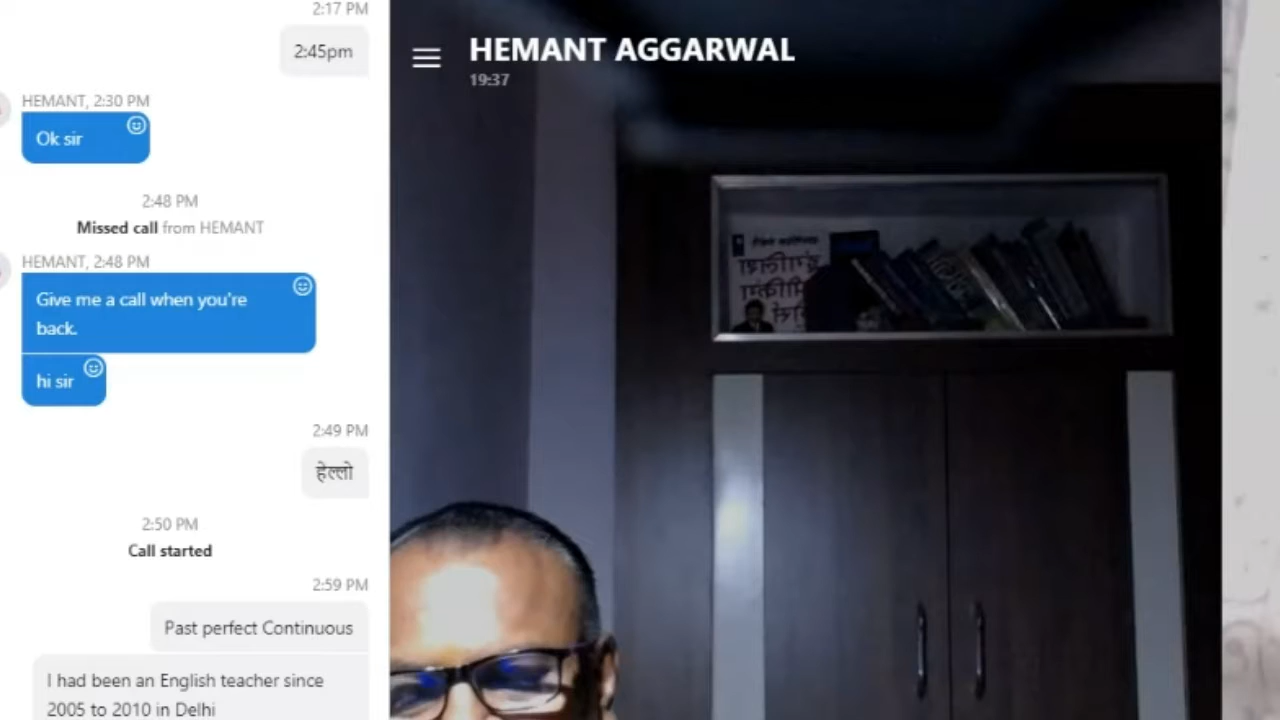 2:17 PM
2:45pm
HEMANT, 2:30 PM
Ok sir
2:48 PM
Missed call from HEMANT
HEMANT, 2:48 PM
Give me a call when you're
back.
hi sir
2:49 PM
हेल्लो
2:50 PM
Call started
2:59 PM
Past perfect Continuous
I had been an English teacher since
2005 to 2010 in Delhi
HEMANT AGGARWAL
19:37
इंगलिश
स्पीकिंग
कोर्स